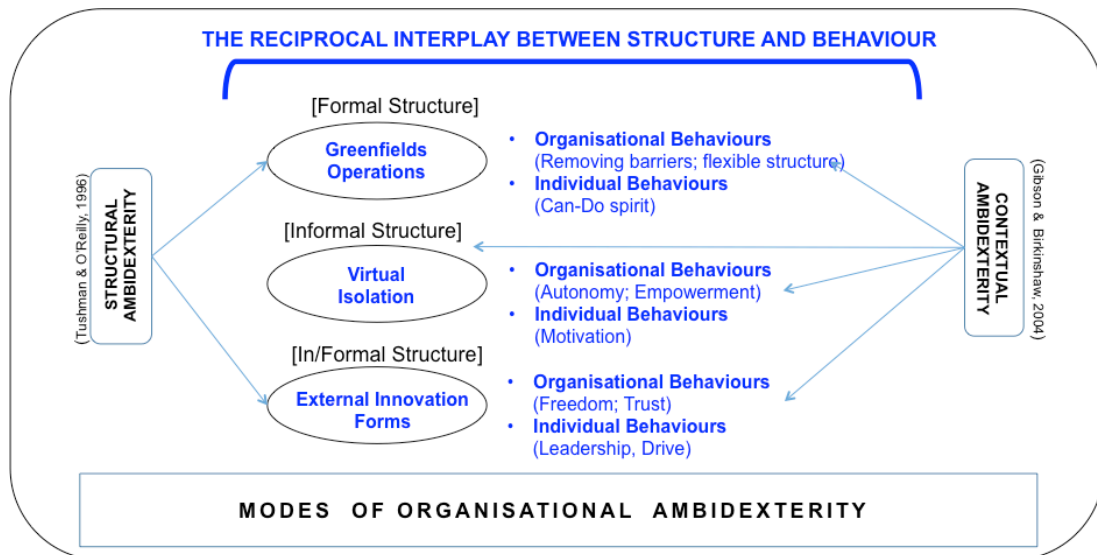 THE RECIPROCAL INTERPLAY BETWEEN STRUCTURE AND BEHAVIOUR
(Tushman & O'Reilly, 1996)
STRUCTURAL
AMBIDEXTERITY
[Formal Structure]
Greenfields
Operations
• Organisational Behaviours
(Removing barriers; flexible structure)
• Individual Behaviours
(Can-Do spirit)
[Informal Structure]
Virtual
Isolation
• Organisational Behaviours
(Autonomy; Empowerment)
• Individual Behaviours
(Motivation)
[In/Formal Structure]
External Innovation
Forms
• Organisational Behaviours
(Freedom; Trust)
• Individual Behaviours
(Leadership, Drive)
CONTEXTUAL
AMBIDEXTERITY
(Gibson & Birkinshaw, 2004)
MODES OF ORGANISATIONAL AMBIDEXTERITY